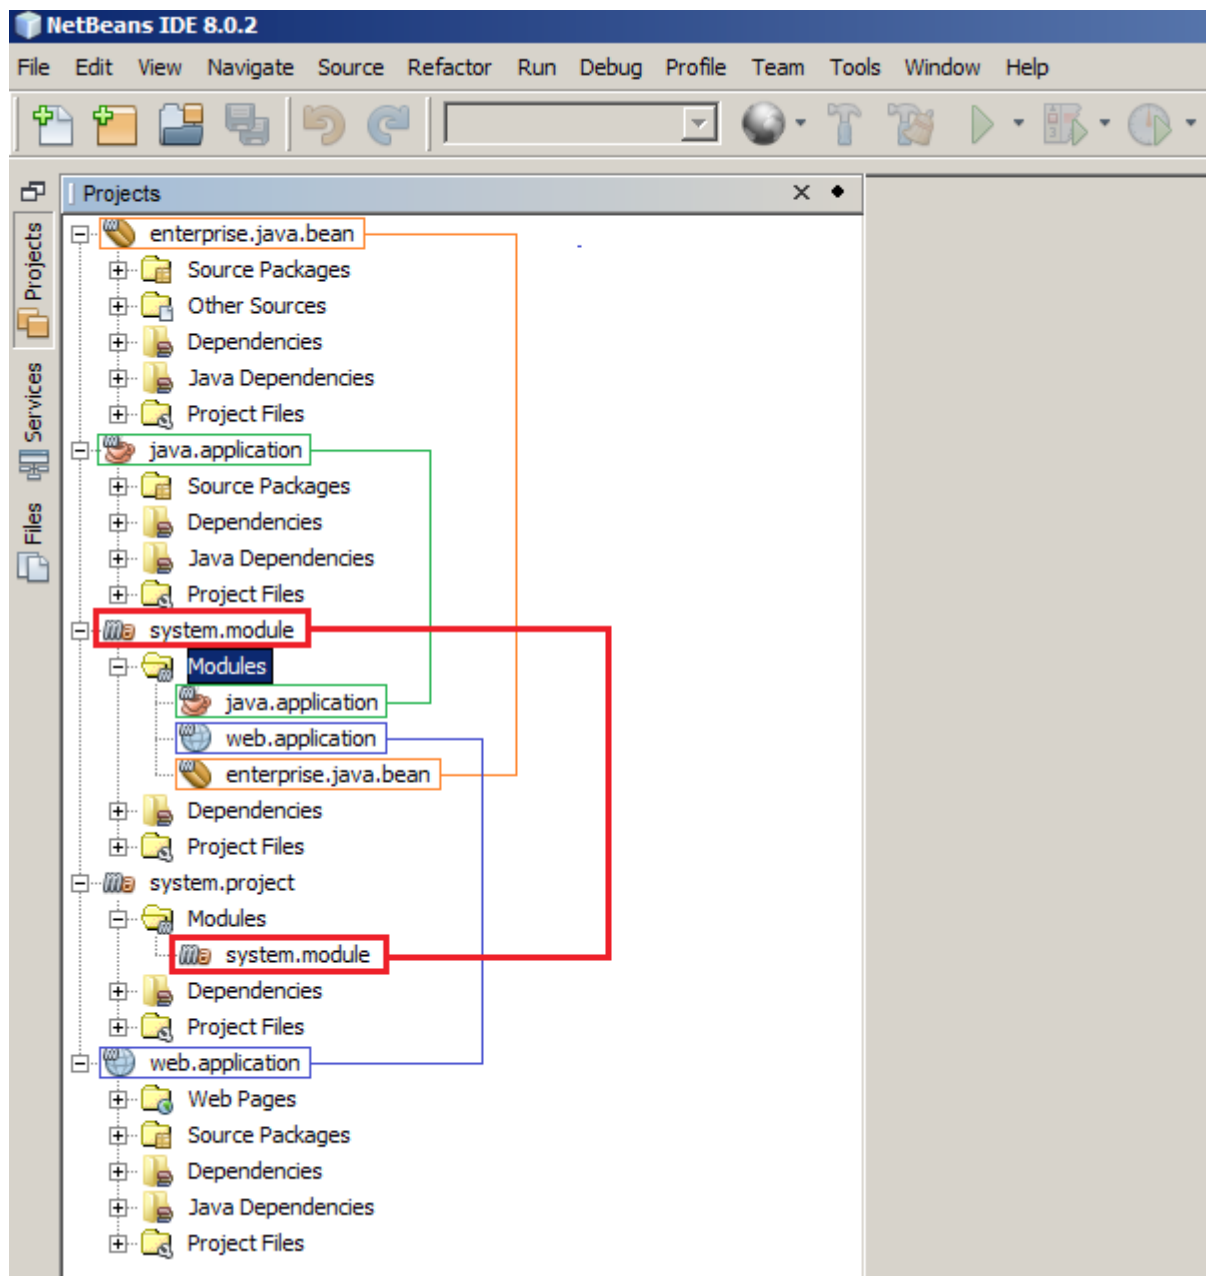 NetBeans IDE 8.0.2
File Edit View Navigate Source Refactor Run Debug Profile Team Tools Window Help
Projects
Projects
Services
Files
enterprise.java.bean
Source Packages
Other Sources
Dependencies
Java Dependencies
Project Files
java.application
Source Packages
Dependencies
Java Dependencies
Project Files
system.module
Modules
java.application
web.application
enterprise.java.bean
Dependencies
Project Files
system.project
Modules
system.module
Dependencies
Project Files
web.application
Web Pages
Source Packages
Dependencies
Java Dependencies
Project Files